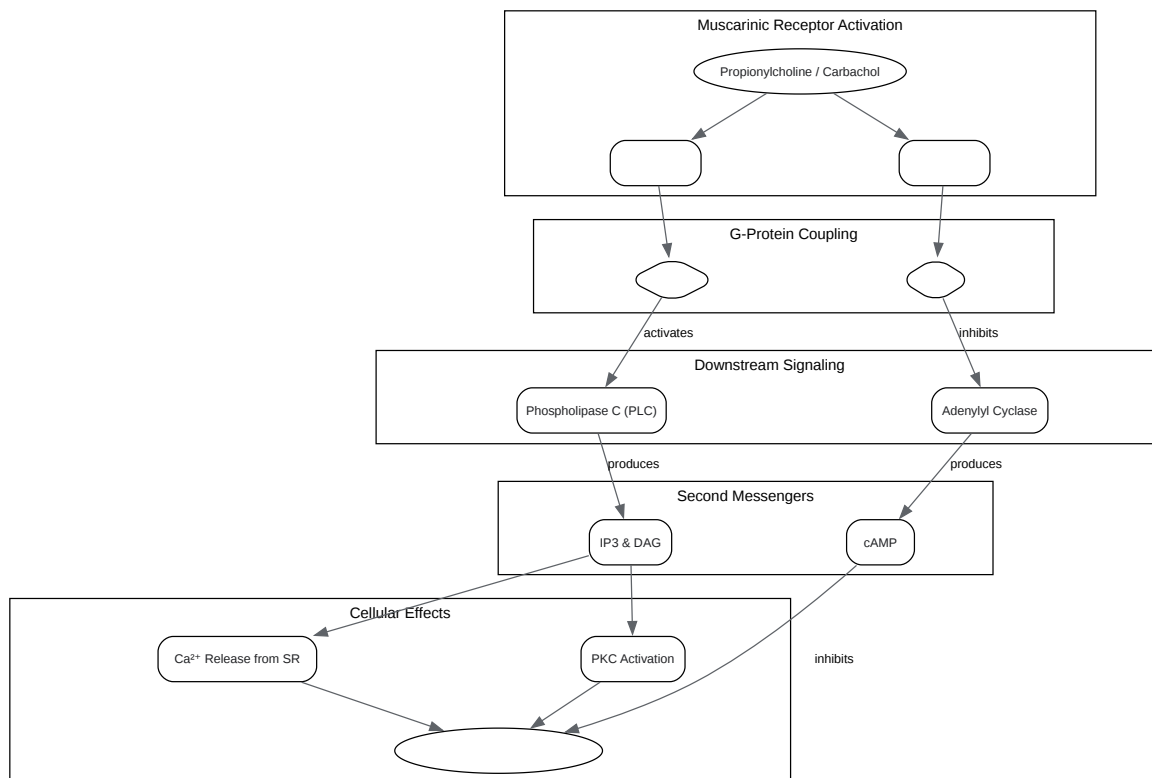 Muscarinic Receptor Activation
Propionylcholine / Carbachol
G-Protein Coupling
activates
inhibits
Downstream Signaling
Phospholipase C (PLC)
Adenylyl Cyclase
produces
produces
Second Messengers
IP3 & DAG
cAMP
Cellular Effects
Ca²⁺ Release from SR
PKC Activation
inhibits